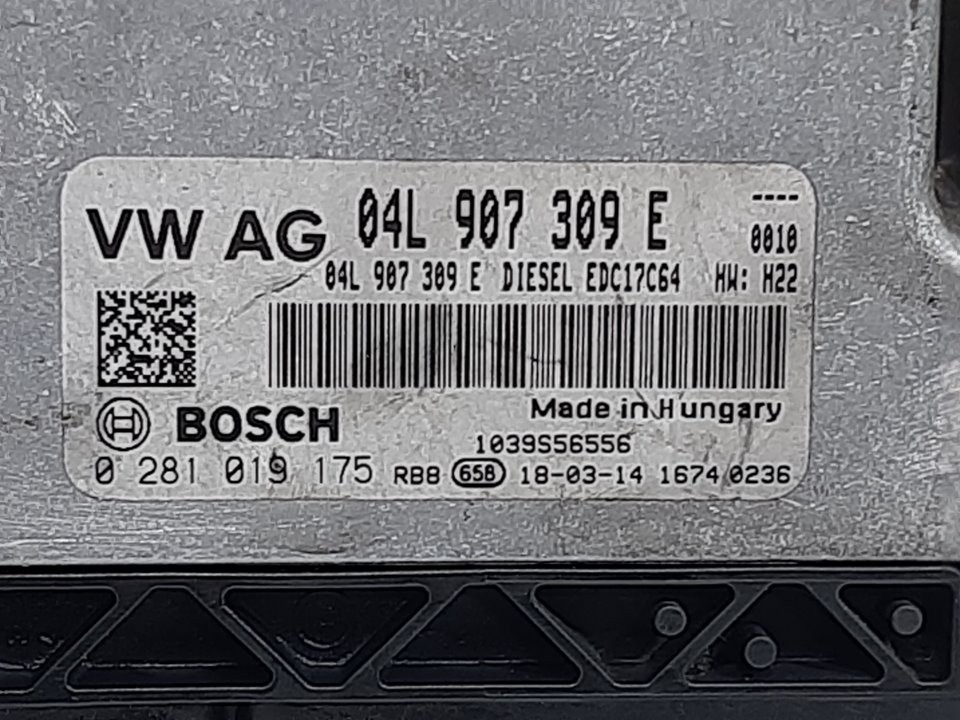 VW AG 04L 907 309 E ----
0010
04L 907 309 E DIESEL EDC17C64 HW: H22
BOSCH Made in Hungary
1039S56556
0 281 019 175 RB8 658 18-03-14 1674 0236